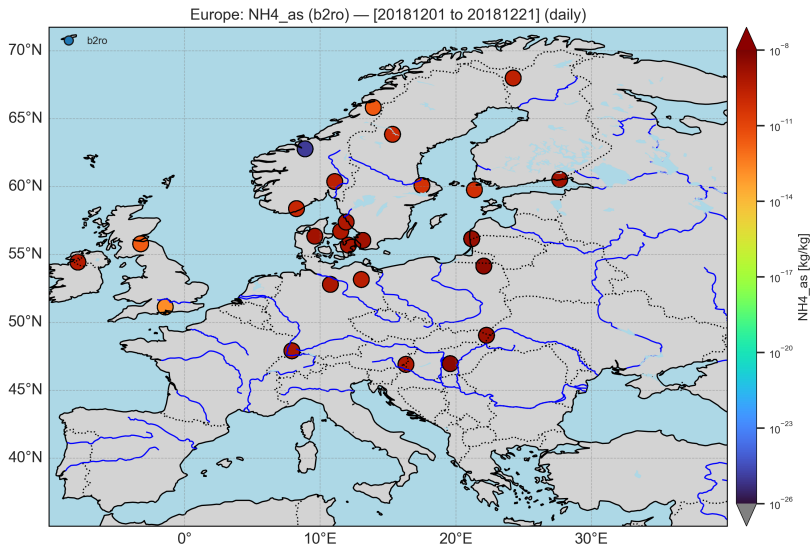 Europe: NH4_as (b2ro) — [20181201 to 20181221] (daily)
b2ro
70°N
65°N
60°N
55°N
50°N
45°N
40°N
0°
10°E
20°E
30°E
10⁻⁸
10⁻¹¹
10⁻¹⁴
10⁻¹⁷
10⁻²⁰
10⁻²³
10⁻²⁶
NH4_as [kg/kg]